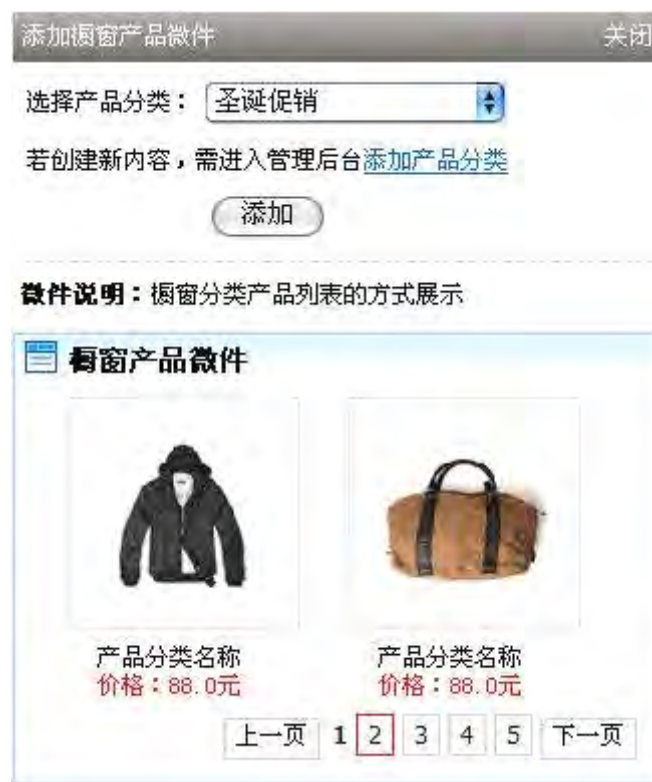 添加橱窗产品微件 关闭
选择产品分类： 圣诞促销
若创建新内容，需进入管理后台添加产品分类
添加
微件说明：橱窗分类产品列表的方式展示
橱窗产品微件
产品分类名称 产品分类名称
价格：88.0元 价格：88.0元
上一页 1 2 3 4 5 下一页